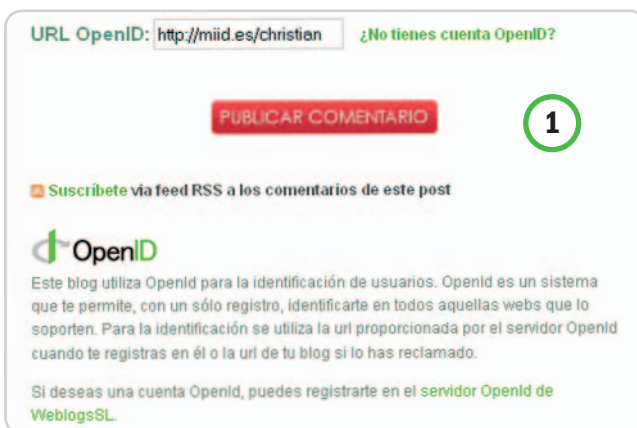 URL OpenID: http://miid.es/christian ¿No tienes cuenta OpenID?
PUBLICAR COMENTARIO
1
Suscríbete via feed RSS a los comentarios de este post
OpenID
Este blog utiliza OpenId para la identificación de usuarios. OpenId es un sistema
que te permite, con un sólo registro, identificarte en todos aquellas webs que lo
soporten. Para la identificación se utiliza la url proporcionada por el servidor OpenId
cuando te registras en él o la url de tu blog si lo has reclamado.
Si deseas una cuenta OpenId, puedes registrarte en el servidor OpenId de
WeblogsSL.